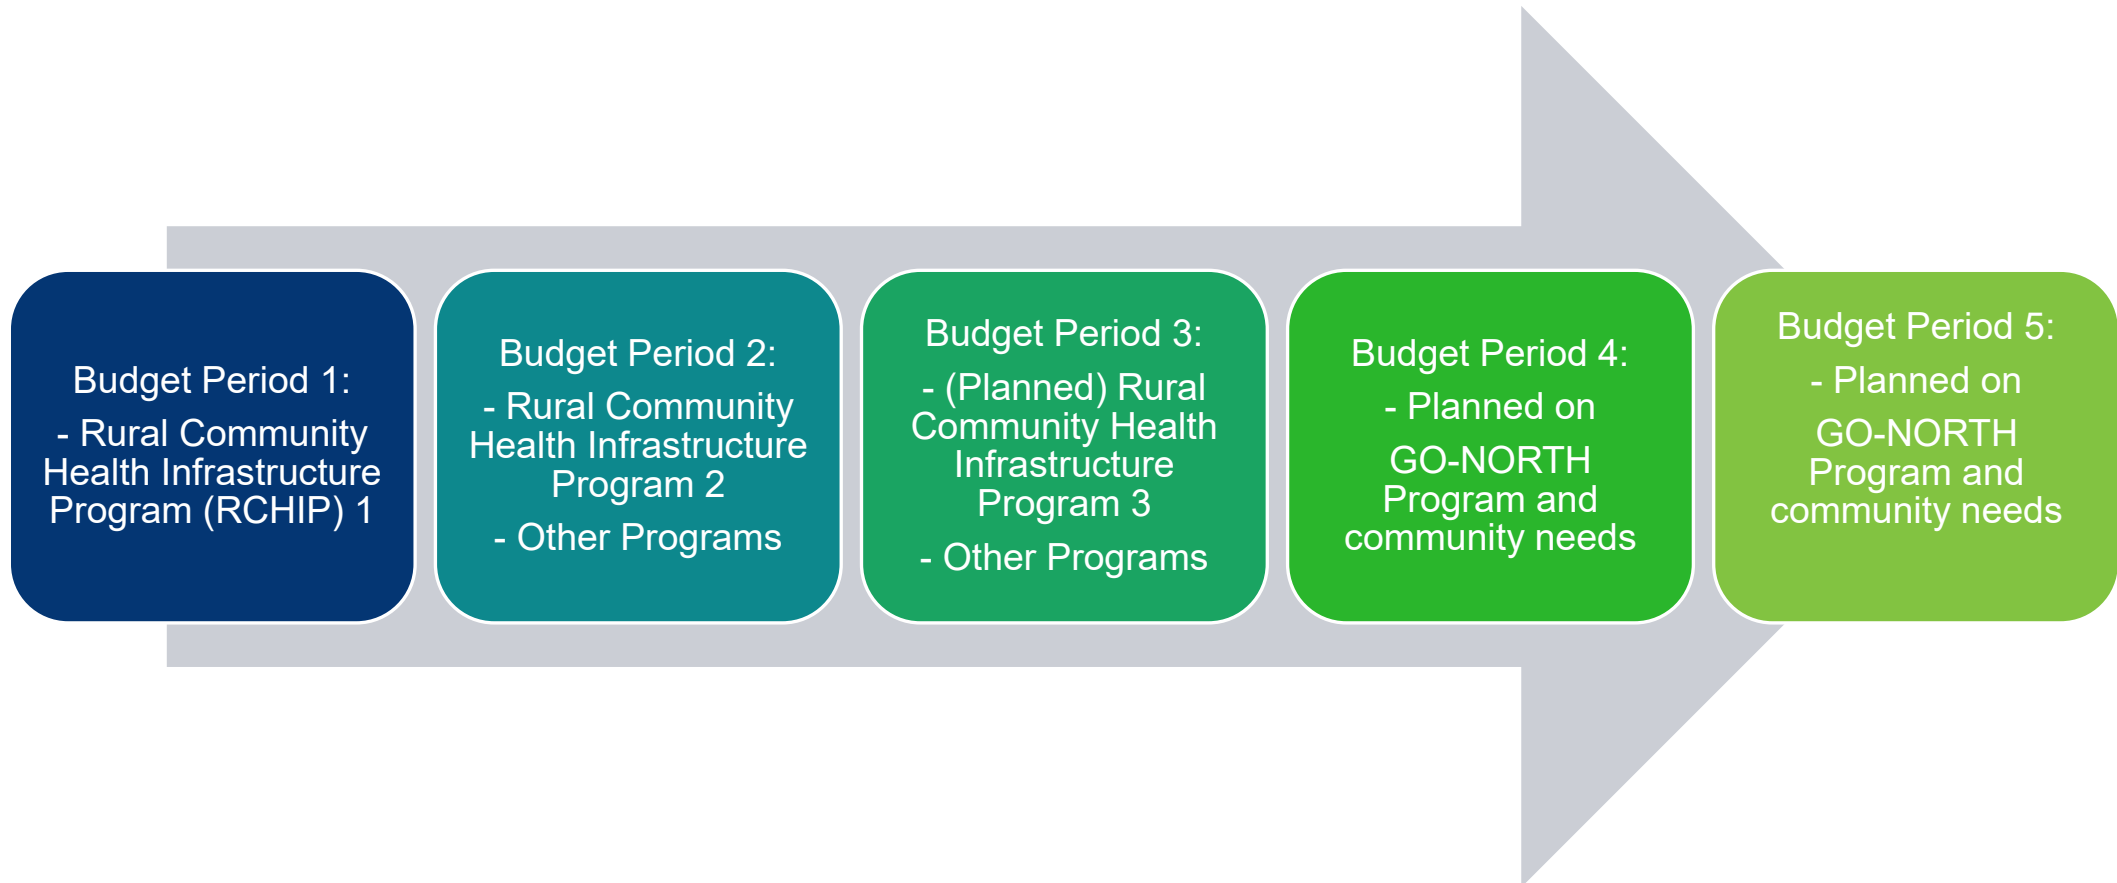 Budget Period 1:
- Rural Community
Health Infrastructure
Program (RCHIP) 1
Budget Period 2:
- Rural Community
Health Infrastructure
Program 2
- Other Programs
Budget Period 3:
- (Planned) Rural
Community Health
Infrastructure
Program 3
- Other Programs
Budget Period 4:
- Planned on
GO-NORTH
Program and
community needs
Budget Period 5:
- Planned on
GO-NORTH
Program and
community needs